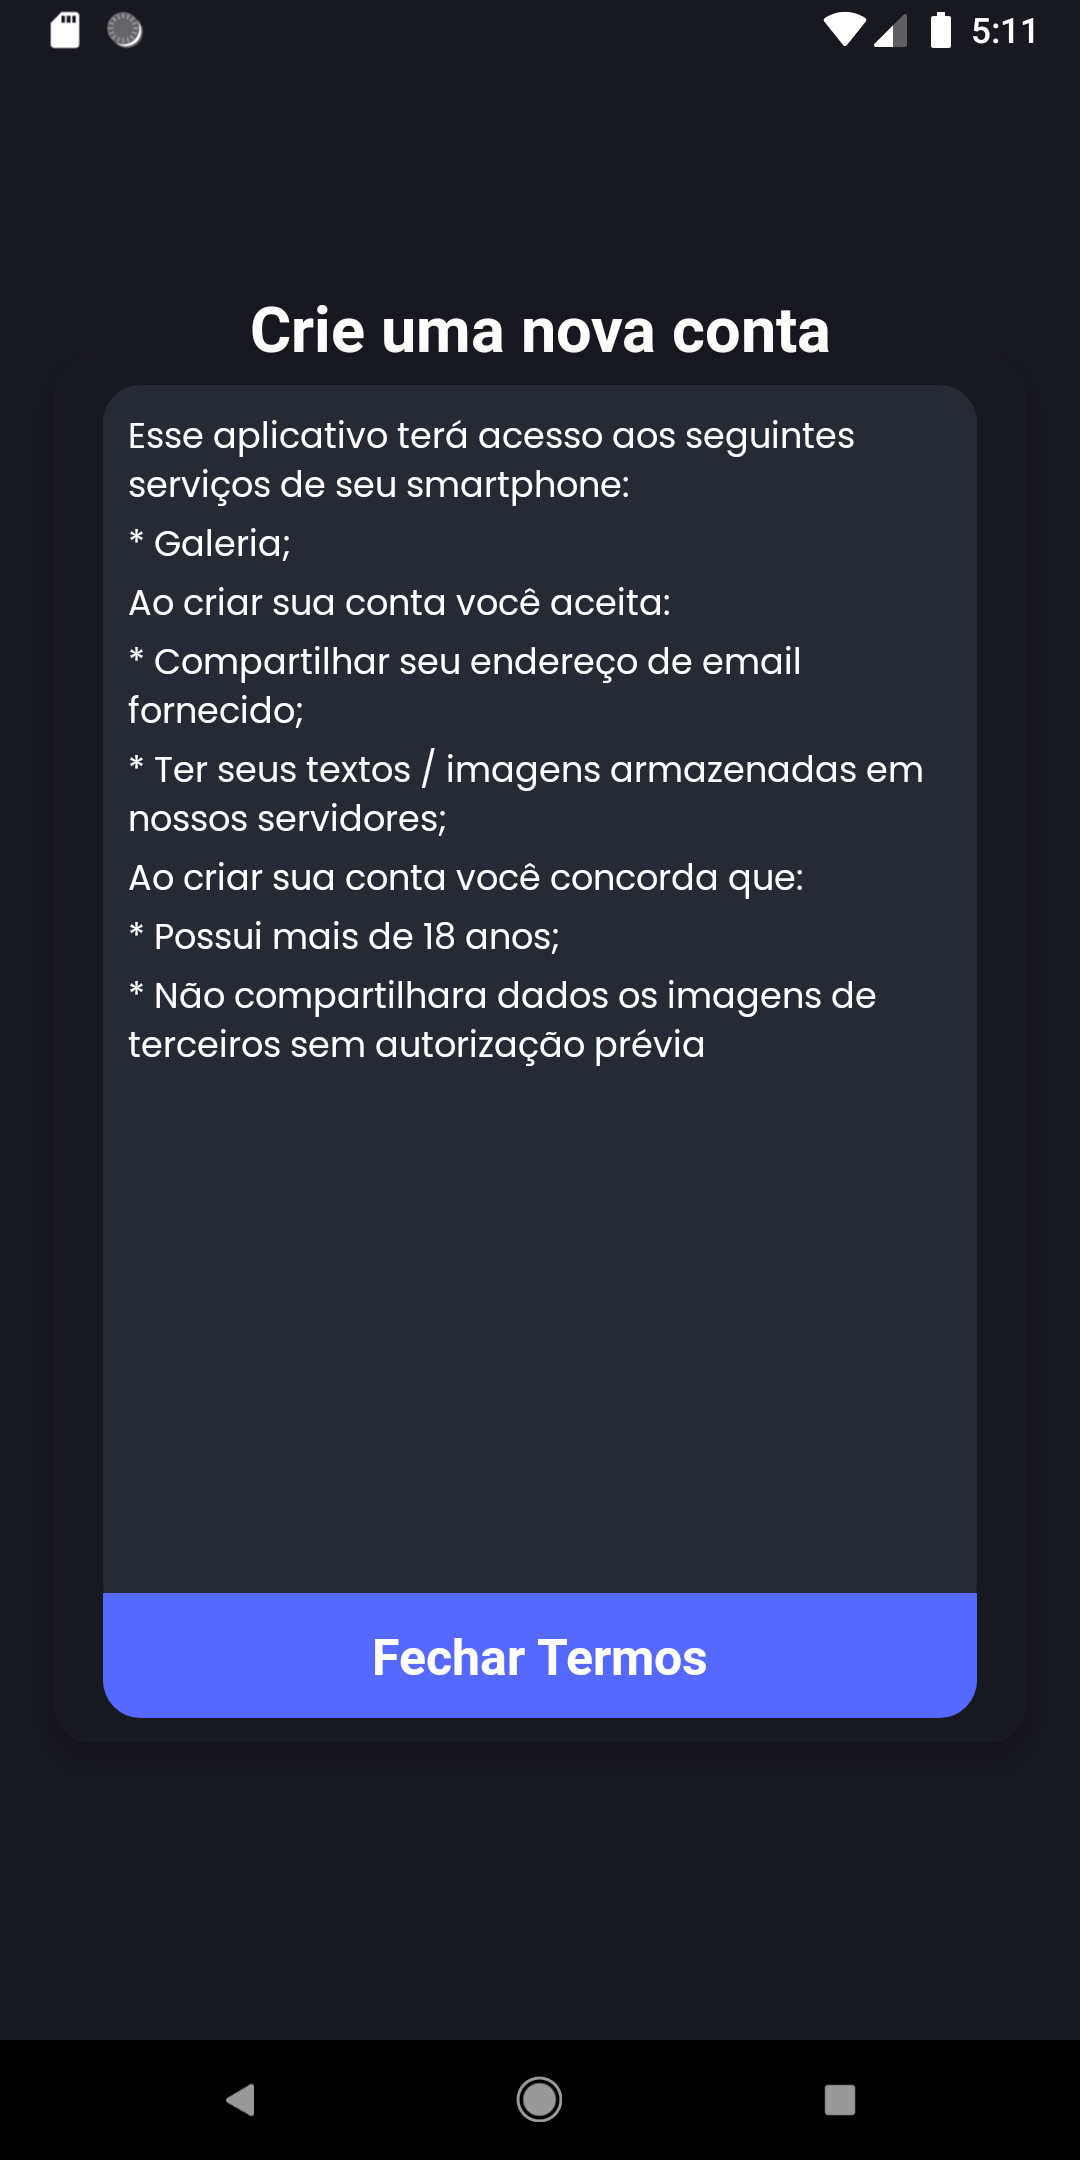 5:11
Crie uma nova conta
Esse aplicativo terá acesso aos seguintes
serviços de seu smartphone:
* Galeria;
Ao criar sua conta você aceita:
* Compartilhar seu endereço de email
fornecido;
* Ter seus textos / imagens armazenadas em
nossos servidores;
Ao criar sua conta você concorda que:
* Possui mais de 18 anos;
* Não compartilhara dados os imagens de
terceiros sem autorização prévia
Fechar Termos